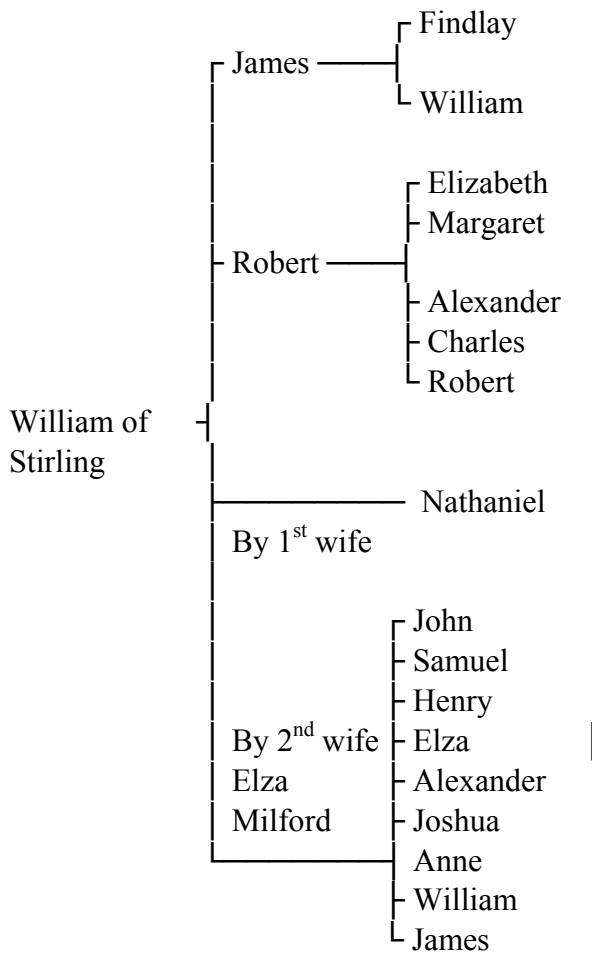 Findlay
James
William
Elizabeth
Margaret
Robert
Alexander
Charles
Robert
William of
Stirling
Nathaniel
By 1st wife
John
Samuel
Henry
By 2nd wife Elza
Elza Alexander
Milford Joshua
Anne
William
James